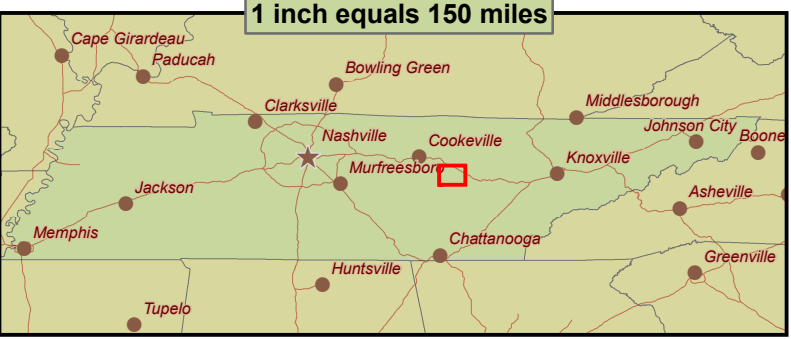 1 inch equals 150 miles
Cape Girardeau
Paducah
Bowling Green
Clarksville
Middlesborough
Nashville
Cookeville
Johnson City
Boone
Murfreesboro
Knoxville
Jackson
Asheville
Memphis
Chattanooga
Huntsville
Greenville
Tupelo